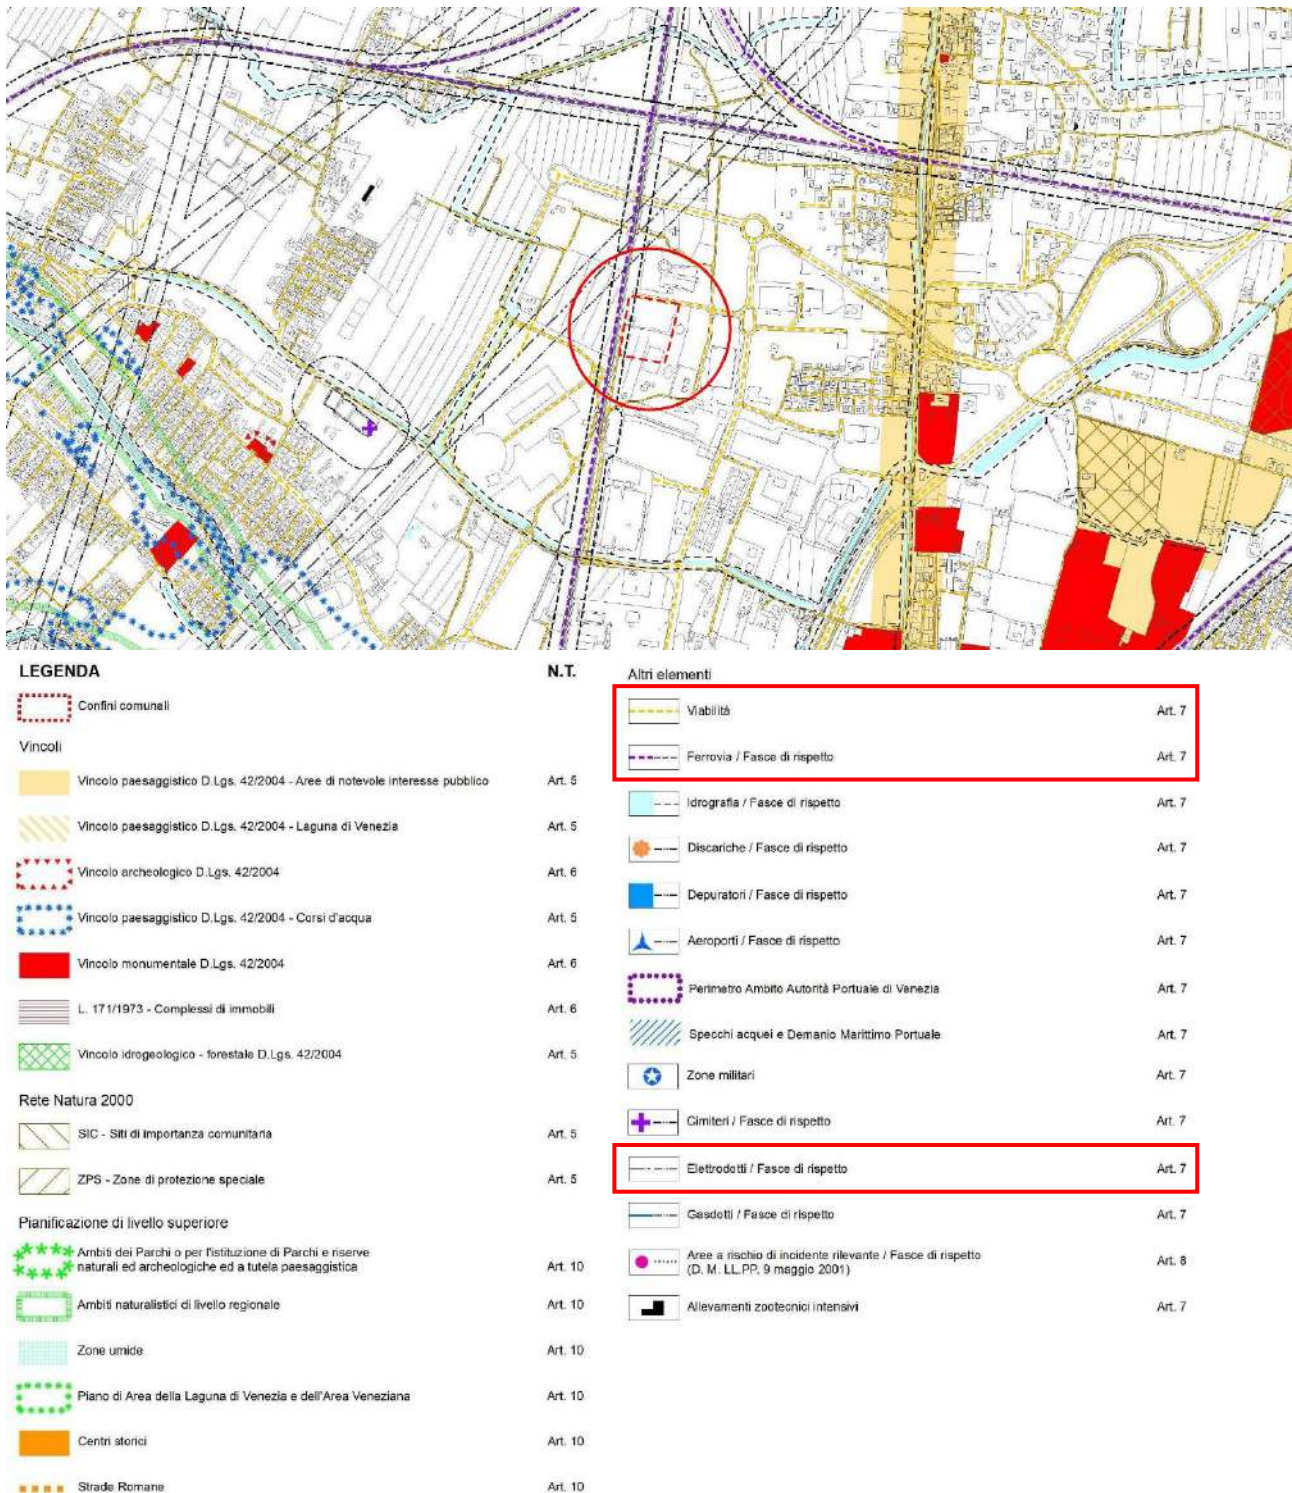 LEGENDA
N.T.
Confini comunali
Vincoli
Vincolo paesaggistico D.Lgs. 42/2004 - Aree di notevole interesse pubblico Art. 5
Vincolo paesaggistico D.Lgs. 42/2004 - Laguna di Venezia Art. 5
Vincolo archeologico D.Lgs. 42/2004 Art. 6
Vincolo paesaggistico D.Lgs. 42/2004 - Corsi d'acqua Art. 5
Vincolo monumentale D.Lgs. 42/2004 Art. 6
L. 171/1973 - Complessi di immobili Art. 6
Vincolo idrogeologico - forestale D.Lgs. 42/2004 Art. 5
Rete Natura 2000
SIC - Siti di importanza comunitaria Art. 5
ZPS - Zone di protezione speciale Art. 5
Pianificazione di livello superiore
Ambiti dei Parchi o per l'istituzione di Parchi e riserve
naturali ed archeologiche ed a tutela paesaggistica Art. 10
Ambiti naturalistici di livello regionale Art. 10
Zone umide Art. 10
Piano di Area della Laguna di Venezia e dell'Area Veneziana Art. 10
Centri storici Art. 10
Strade Romane Art. 10
Altri elementi
Viabilità Art. 7
Ferrovia / Fasce di rispetto Art. 7
Idrografia / Fasce di rispetto Art. 7
Discariche / Fasce di rispetto Art. 7
Depuratori / Fasce di rispetto Art. 7
Aeroporti / Fasce di rispetto Art. 7
Perimetro Ambito Autorità Portuale di Venezia Art. 7
Specchi acquei e Demanio Marittimo Portuale Art. 7
Zone militari Art. 7
Cimiteri / Fasce di rispetto Art. 7
Elettrodotti / Fasce di rispetto Art. 7
Gasdotti / Fasce di rispetto Art. 7
Aree a rischio di incidente rilevante / Fasce di rispetto
(D. M. LL.PP. 9 maggio 2001) Art. 8
Allevamenti zootecnici intensivi Art. 7